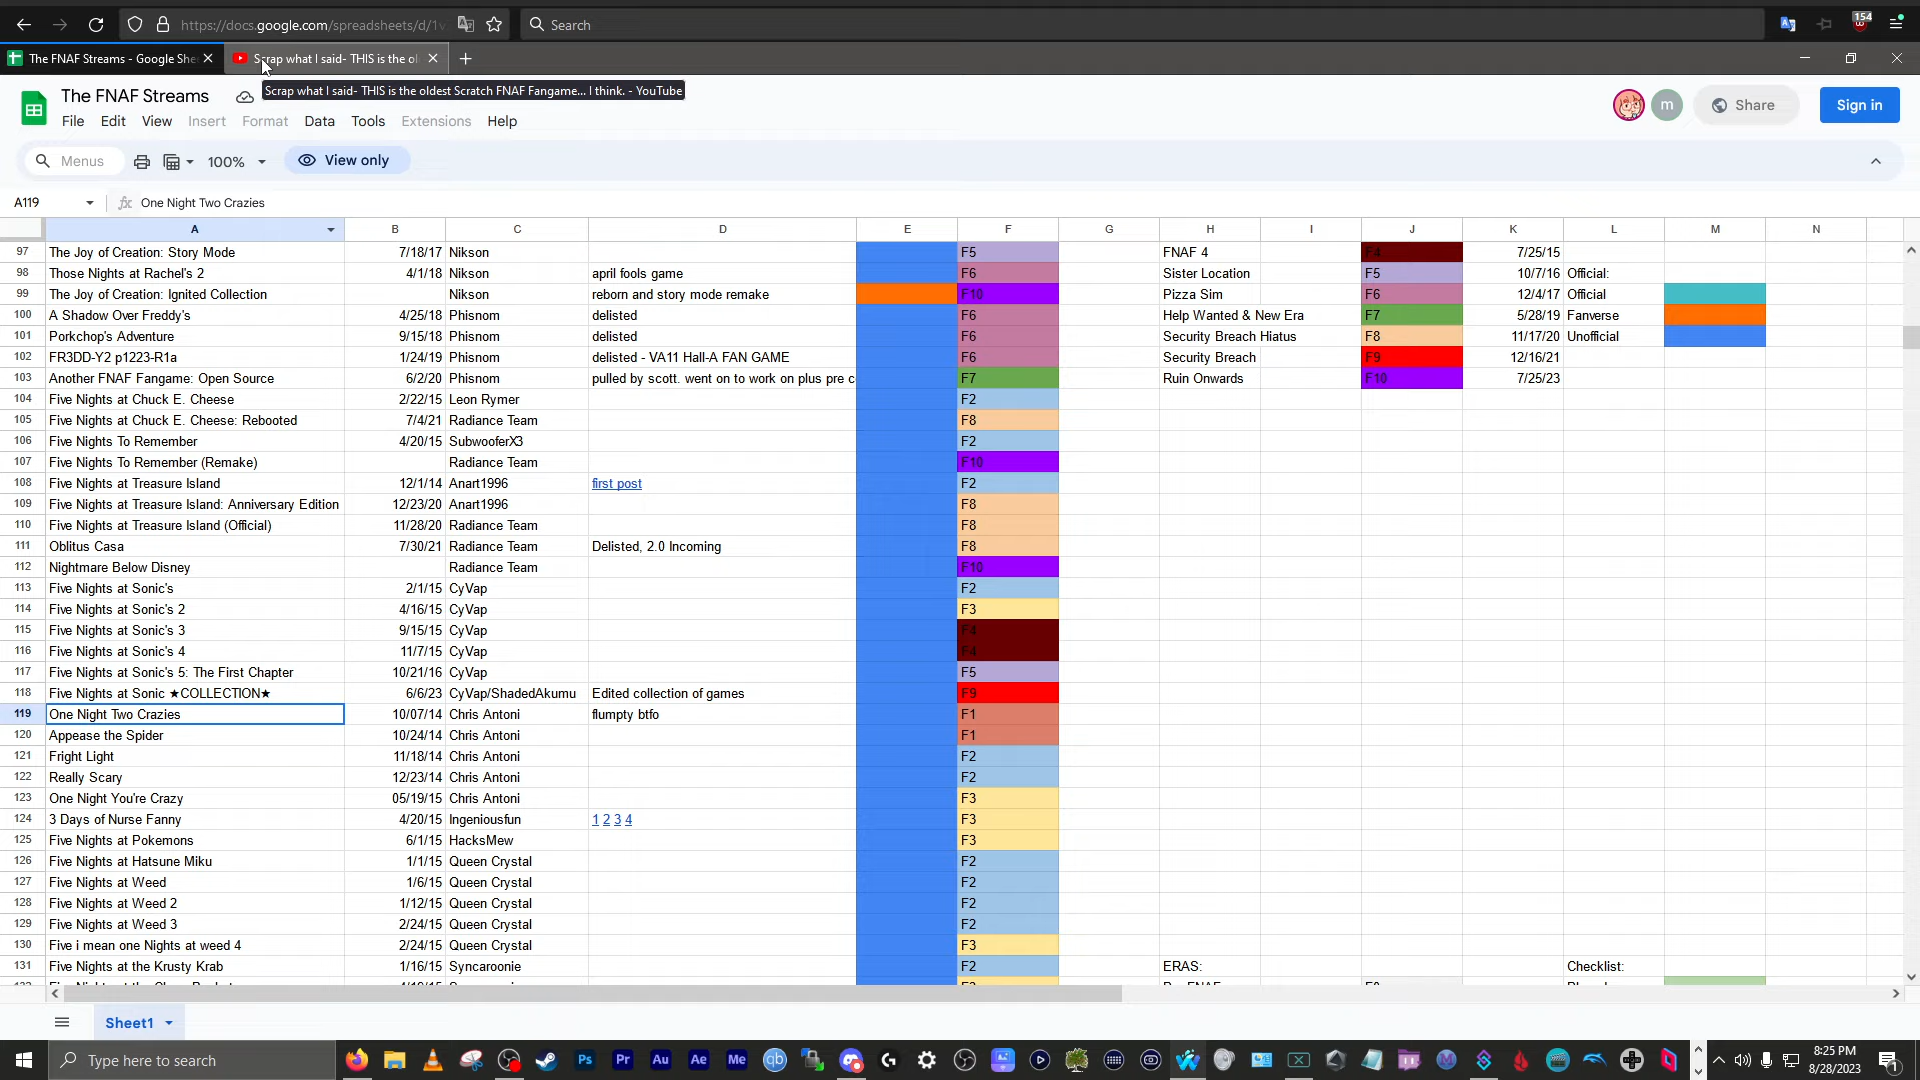 https://docs.google.com/spreadsheets/d/1v
Search
154
The FNAF Streams - Google She
Scrap what I said- THIS is the ol
Scrap what I said- THIS is the oldest Scratch FNAF Fangame... I think. - YouTube
The FNAF Streams
m
Share
Sign in
File Edit View Insert Format Data Tools Extensions Help
Menus
100%
View only
A119
fx One Night Two Crazies
A B C D E F G H I J K L M N
97 The Joy of Creation: Story Mode 7/18/17 Nikson F5 FNAF 4 F4 7/25/15
98 Those Nights at Rachel's 2 4/1/18 Nikson april fools game F6 Sister Location F5 10/7/16 Official:
99 The Joy of Creation: Ignited Collection Nikson reborn and story mode remake F10 Pizza Sim F6 12/4/17 Official
100 A Shadow Over Freddy's 4/25/18 Phisnom delisted F6 Help Wanted & New Era F7 5/28/19 Fanverse
101 Porkchop's Adventure 9/15/18 Phisnom delisted F6 Security Breach Hiatus F8 11/17/20 Unofficial
102 FR3DD-Y2 p1223-R1a 1/24/19 Phisnom delisted - VA11 Hall-A FAN GAME F6 Security Breach F9 12/16/21
103 Another FNAF Fangame: Open Source 6/2/20 Phisnom pulled by scott. went on to work on plus pre c F7 Ruin Onwards F10 7/25/23
104 Five Nights at Chuck E. Cheese 2/22/15 Leon Rymer F2
105 Five Nights at Chuck E. Cheese: Rebooted 7/4/21 Radiance Team F8
106 Five Nights To Remember 4/20/15 SubwooferX3 F2
107 Five Nights To Remember (Remake) Radiance Team F10
108 Five Nights at Treasure Island 12/1/14 Anart1996 first post F2
109 Five Nights at Treasure Island: Anniversary Edition 12/23/20 Anart1996 F8
110 Five Nights at Treasure Island (Official) 11/28/20 Radiance Team F8
111 Oblitus Casa 7/30/21 Radiance Team Delisted, 2.0 Incoming F8
112 Nightmare Below Disney Radiance Team F10
113 Five Nights at Sonic's 2/1/15 CyVap F2
114 Five Nights at Sonic's 2 4/16/15 CyVap F3
115 Five Nights at Sonic's 3 9/15/15 CyVap F4
116 Five Nights at Sonic's 4 11/7/15 CyVap F4
117 Five Nights at Sonic's 5: The First Chapter 10/21/16 CyVap F5
118 Five Nights at Sonic ★COLLECTION★ 6/6/23 CyVap/ShadedAkumu Edited collection of games F9
119 One Night Two Crazies 10/07/14 Chris Antoni flumpty btfo F1
120 Appease the Spider 10/24/14 Chris Antoni F1
121 Fright Light 11/18/14 Chris Antoni F2
122 Really Scary 12/23/14 Chris Antoni F2
123 One Night You're Crazy 05/19/15 Chris Antoni F3
124 3 Days of Nurse Fanny 4/20/15 Ingeniousfun 1 2 3 4 F3
125 Five Nights at Pokemons 6/1/15 HacksMew F3
126 Five Nights at Hatsune Miku 1/1/15 Queen Crystal F2
127 Five Nights at Weed 1/6/15 Queen Crystal F2
128 Five Nights at Weed 2 1/12/15 Queen Crystal F2
129 Five Nights at Weed 3 2/24/15 Queen Crystal F2
130 Five i mean one Nights at weed 4 2/24/15 Queen Crystal F3
131 Five Nights at the Krusty Krab 1/16/15 Syncaroonie F2 ERAS: Checklist:
Sheet1
Type here to search
Ps Pr Au Ae Me qb
8:25 PM
8/28/2023
1